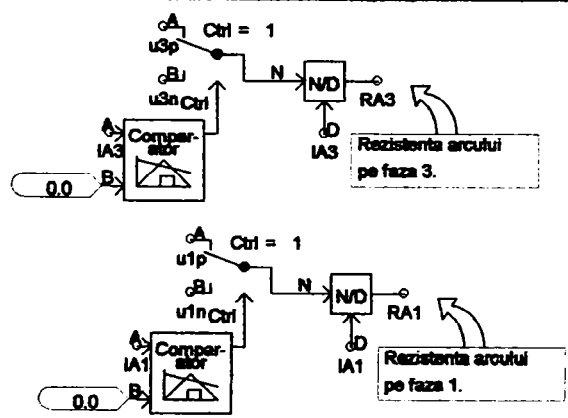 A
Ctrl = 1
u3p
B
N
N/D
RA3
u3n
Ctrl
A
IA3
Compar-
ator
D
IA3
Rezistenta arcului
pe faza 3.
B
0.0
A
Ctrl = 1
u1p
B
N
N/D
RA1
u1n
Ctrl
A
IA1
Compar-
ator
D
IA1
Rezistenta arcului
pe faza 1.
B
0.0